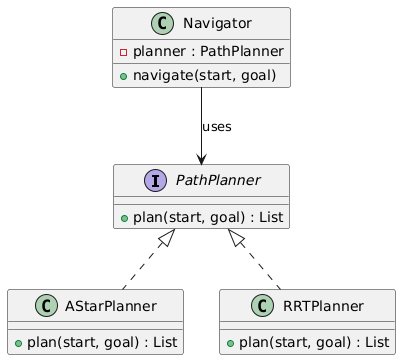 C Navigator
planner : PathPlanner
navigate(start, goal)
uses
I PathPlanner
plan(start, goal) : List
C AStarPlanner
C RRTPlanner
plan(start, goal) : List
plan(start, goal) : List